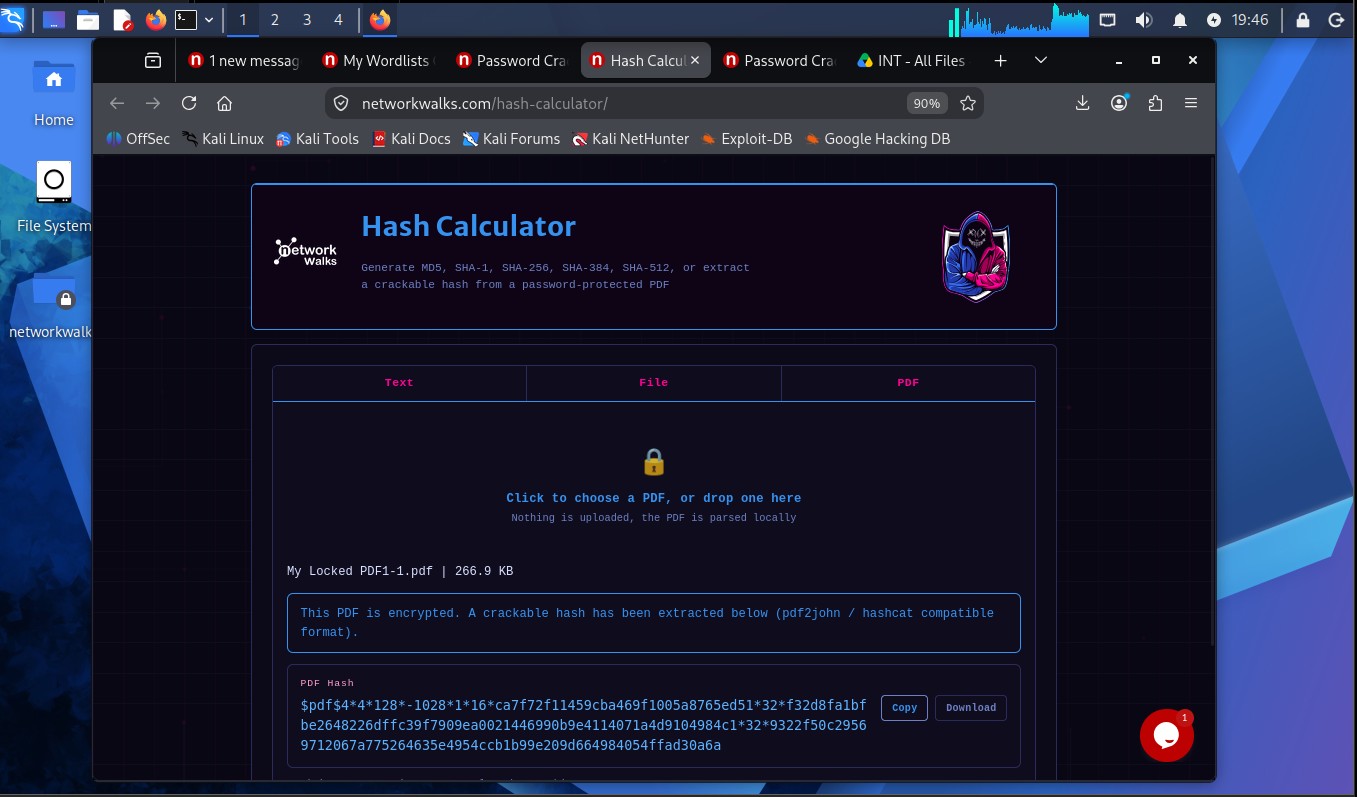 1
2
3
4
19:46
Home
File System
networkwalk
1 new messag
My Wordlists
Password Cra
Hash Calcul
Password Cra
INT - All Files
networkwalks.com/hash-calculator/
90%
OffSec
Kali Linux
Kali Tools
Kali Docs
Kali Forums
Kali NetHunter
Exploit-DB
Google Hacking DB
network
Walks
Hash Calculator
Generate MD5, SHA-1, SHA-256, SHA-384, SHA-512, or extract
a crackable hash from a password-protected PDF
Text
File
PDF
Click to choose a PDF, or drop one here
Nothing is uploaded, the PDF is parsed locally
My Locked PDF1-1.pdf | 266.9 KB
This PDF is encrypted. A crackable hash has been extracted below (pdf2john / hashcat compatible
format).
PDF Hash
$pdf$4*4*128*-1028*1*16*ca7f72f11459cba469f1005a8765ed51*32*f32d8fa1bf
be2648226dffc39f7909ea0021446990b9e4114071a4d9104984c1*32*9322f50c2956
9712067a775264635e4954ccb1b99e209d664984054ffad30a6a
Copy
Download
1